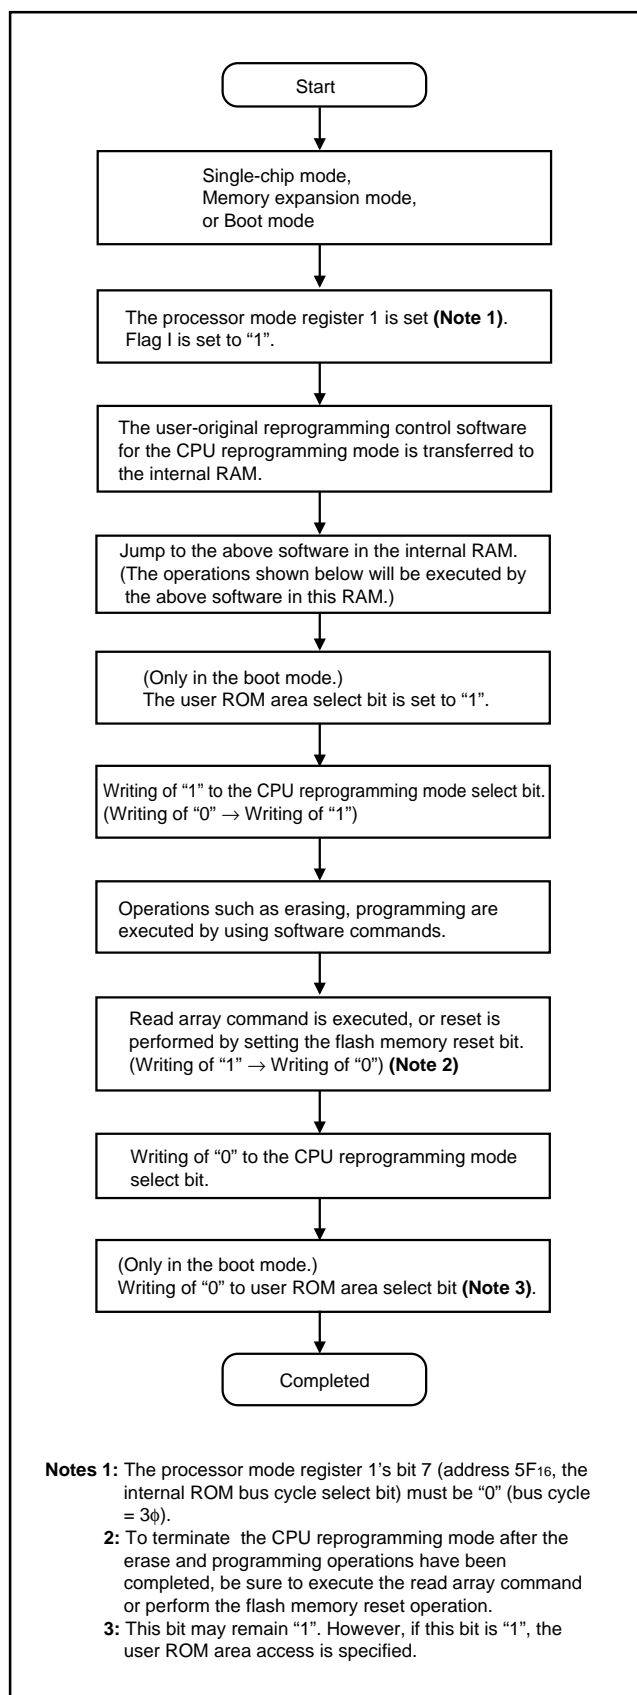 Start
Single-chip mode,
Memory expansion mode,
or Boot mode
The processor mode register 1 is set (Note 1).
Flag I is set to “1”.
The user-original reprogramming control software
for the CPU reprogramming mode is transferred to
the internal RAM.
Jump to the above software in the internal RAM.
(The operations shown below will be executed by
the above software in this RAM.)
(Only in the boot mode.)
The user ROM area select bit is set to “1”.
Writing of “1” to the CPU reprogramming mode select bit.
(Writing of “0” → Writing of “1”)
Operations such as erasing, programming are
executed by using software commands.
Read array command is executed, or reset is
performed by setting the flash memory reset bit.
(Writing of “1” → Writing of “0”) (Note 2)
Writing of “0” to the CPU reprogramming mode
select bit.
(Only in the boot mode.)
Writing of “0” to user ROM area select bit (Note 3).
Completed
Notes 1: The processor mode register 1’s bit 7 (address 5F16, the
internal ROM bus cycle select bit) must be “0” (bus cycle
= 3ϕ).
2: To terminate the CPU reprogramming mode after the
erase and programming operations have been
completed, be sure to execute the read array command
or perform the flash memory reset operation.
3: This bit may remain “1”. However, if this bit is “1”, the
user ROM area access is specified.